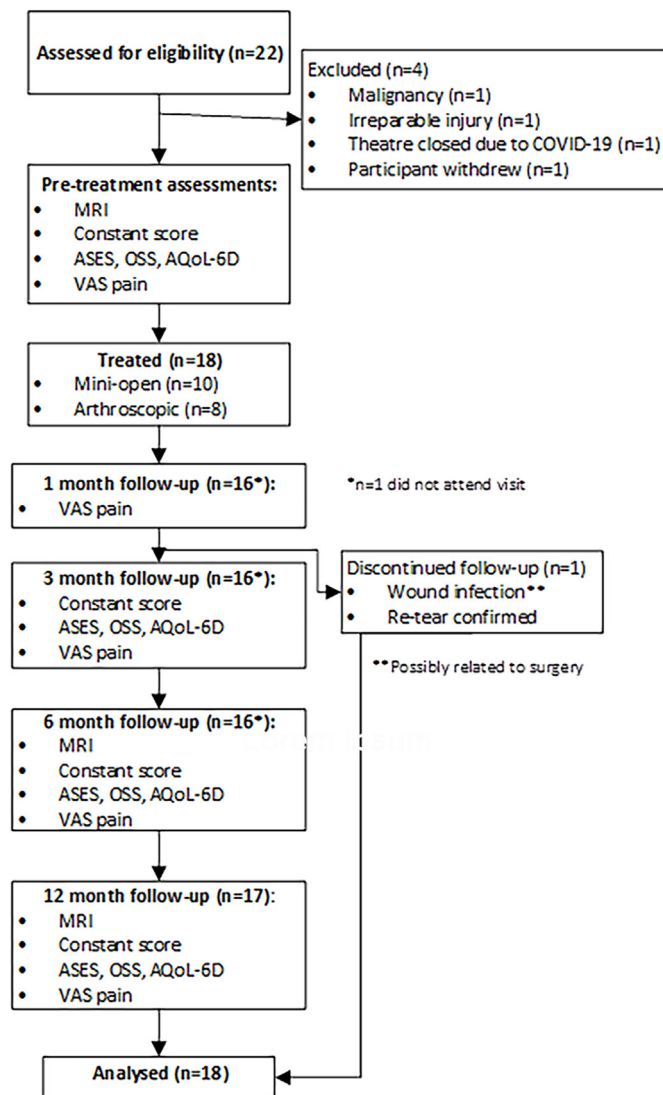 Assessed for eligibility (n=22)
Excluded (n=4)
• Malignancy (n=1)
• Irreparable injury (n=1)
• Theatre closed due to COVID-19 (n=1)
• Participant withdrew (n=1)
Pre-treatment assessments:
• MRI
• Constant score
• ASES, OSS, AQoL-6D
• VAS pain
Treated (n=18)
• Mini-open (n=10)
• Arthroscopic (n=8)
1 month follow-up (n=16*):
• VAS pain
*n=1 did not attend visit
Discontinued follow-up (n=1)
• Wound infection**
• Re-tear confirmed
**Possibly related to surgery
3 month follow-up (n=16*):
• Constant score
• ASES, OSS, AQoL-6D
• VAS pain
6 month follow-up (n=16*):
• MRI
• Constant score
• ASES, OSS, AQoL-6D
• VAS pain
12 month follow-up (n=17):
• MRI
• Constant score
• ASES, OSS, AQoL-6D
• VAS pain
Analysed (n=18)